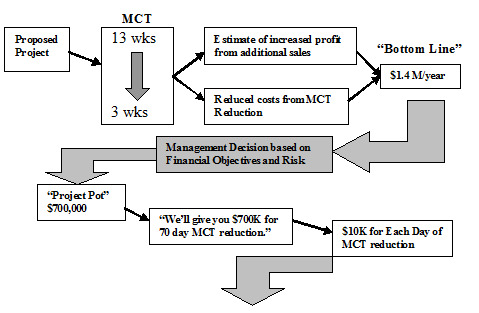 MCT
Proposed
Project
13 wks
3 wks
Estimate of increased profit
from additional sales
Reduced costs from MCT
Reduction
“Bottom Line”
$1.4 M/year
Management Decision based on
Financial Objectives and Risk
“Project Pot”
$700,000
“We’ll give you $700K for
70 day MCT reduction.”
$10K for Each Day of
MCT reduction